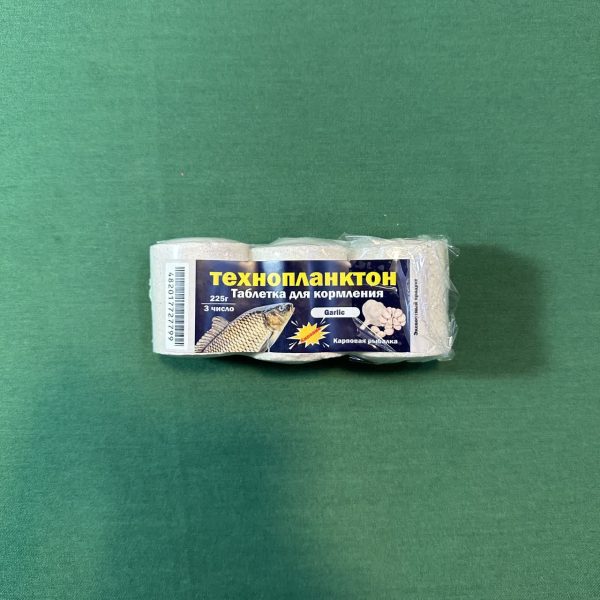 технопланктон
Таблетка для кормления
225г
3 число
Garlic
Карповая рыбалка